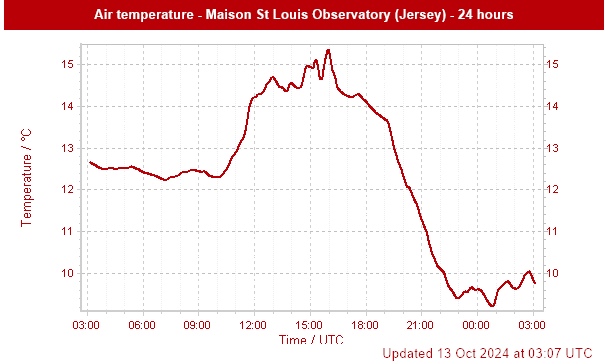 Air temperature - Maison St Louis Observatory (Jersey) - 24 hours
15 15
14 14
13 13
12 12
11 11
10 10
Temperature / °C
03:00 06:00 09:00 12:00 15:00 18:00 21:00 00:00 03:00
Time / UTC
Updated 13 Oct 2024 at 03:07 UTC